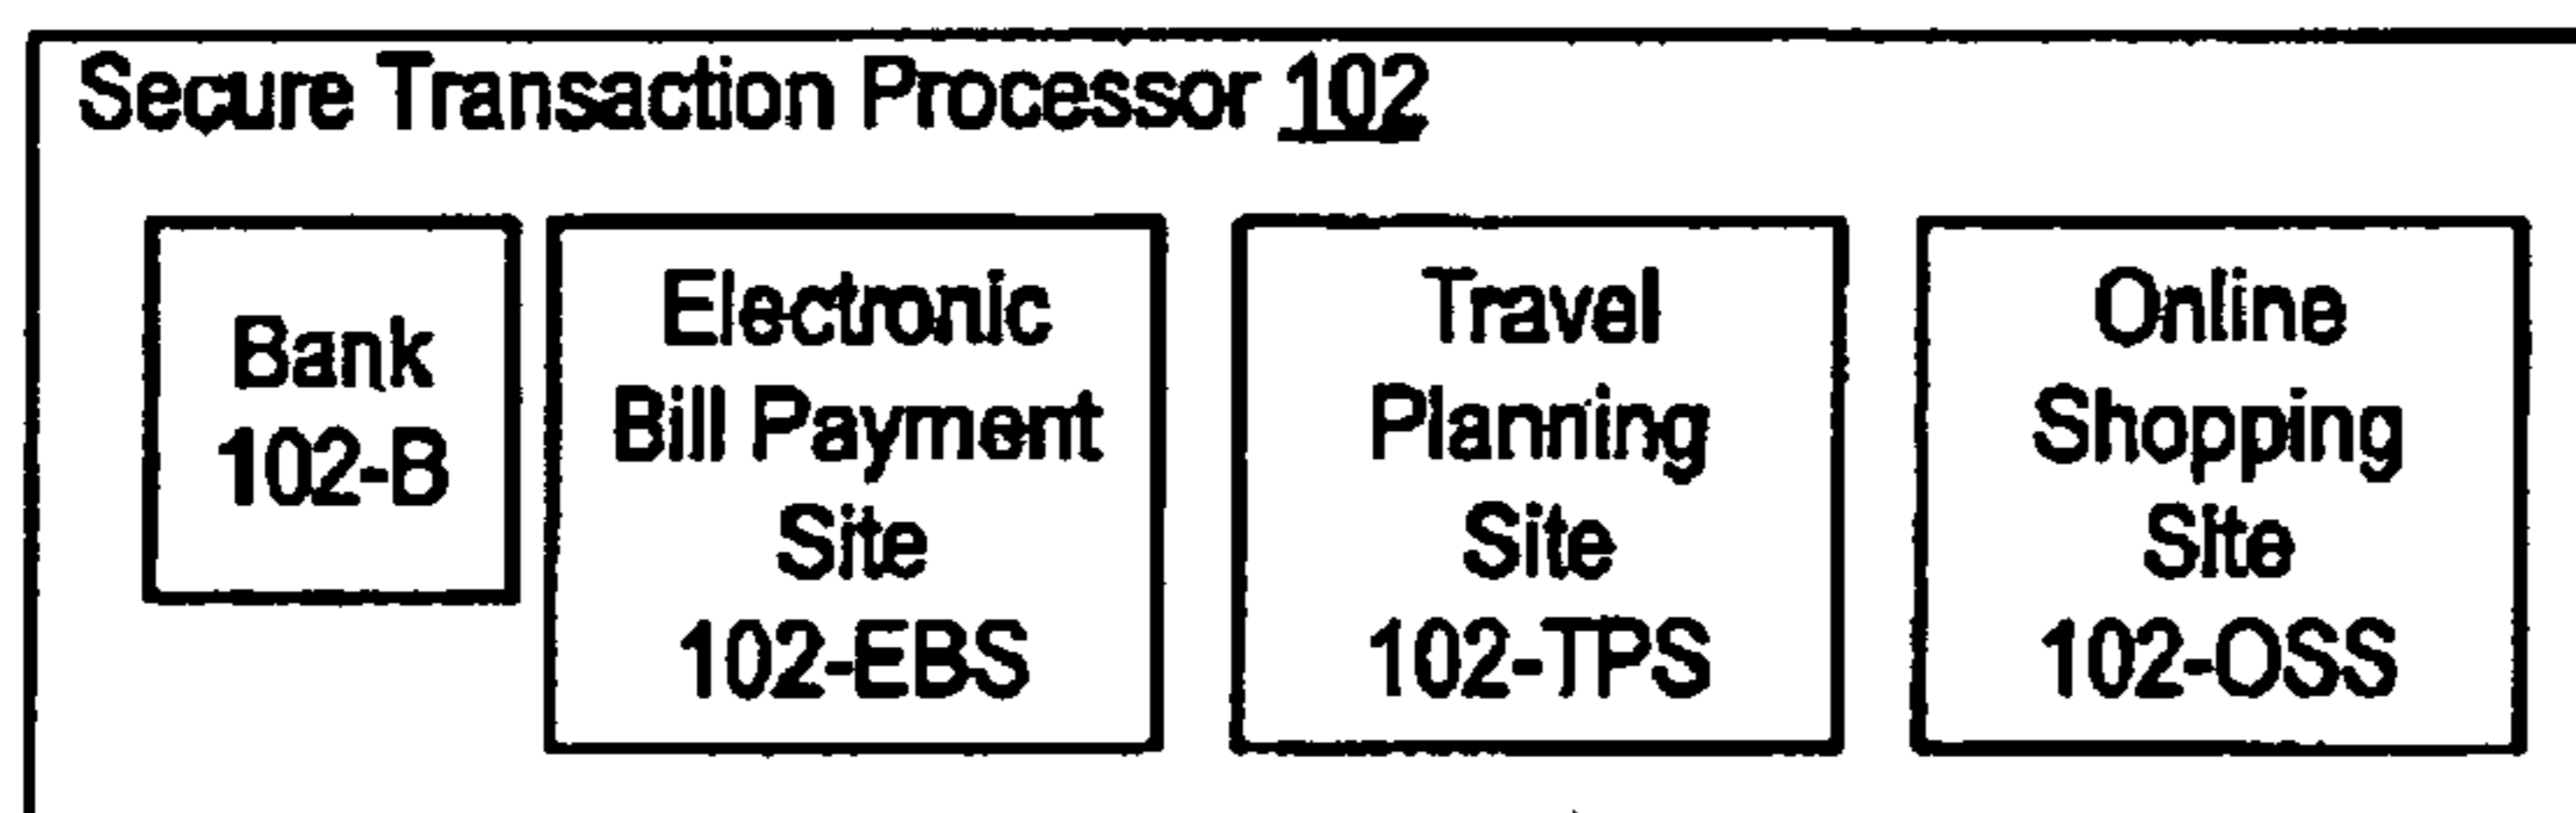 Secure Transaction Processor 102
Bank
102-B
Electronic
Bill Payment
Site
102-EBS
Travel
Planning
Site
102-TPS
Online
Shopping
Site
102-OSS